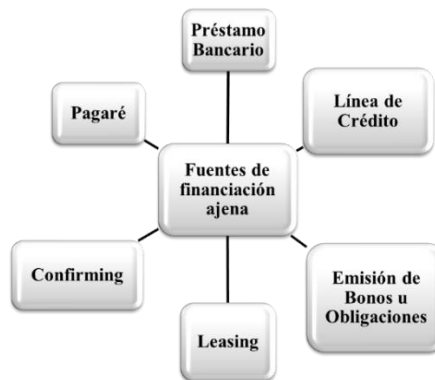 Préstamo
Bancario
Pagaré
Línea de
Crédito
Fuentes de
financiación
ajena
Confirming
Emisión de
Bonos u
Obligaciones
Leasing